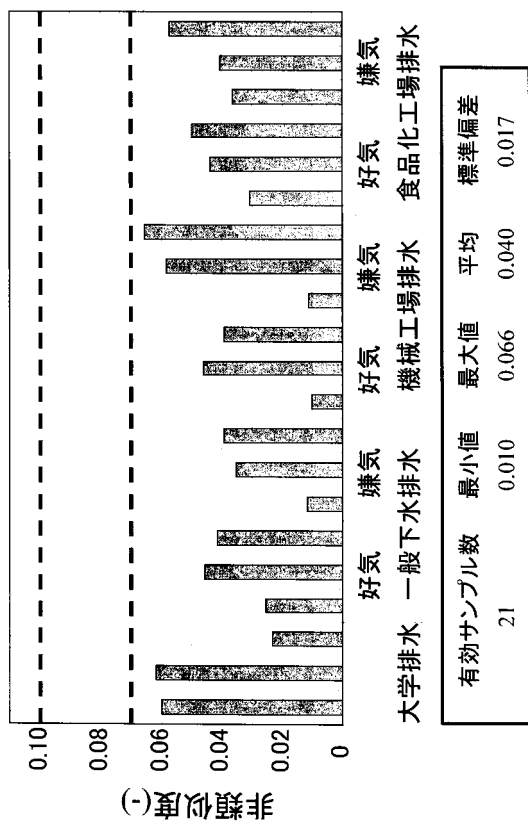 非類似度(-)
0.10
0.08
0.06
0.04
0.02
0
好気 嫌気 好気 嫌気 好気 嫌気
大学排水 一般下水排水 機械工場排水 食品化工場排水
有効サンプル数 最小値 最大値 平均 標準偏差
21 0.010 0.066 0.040 0.017